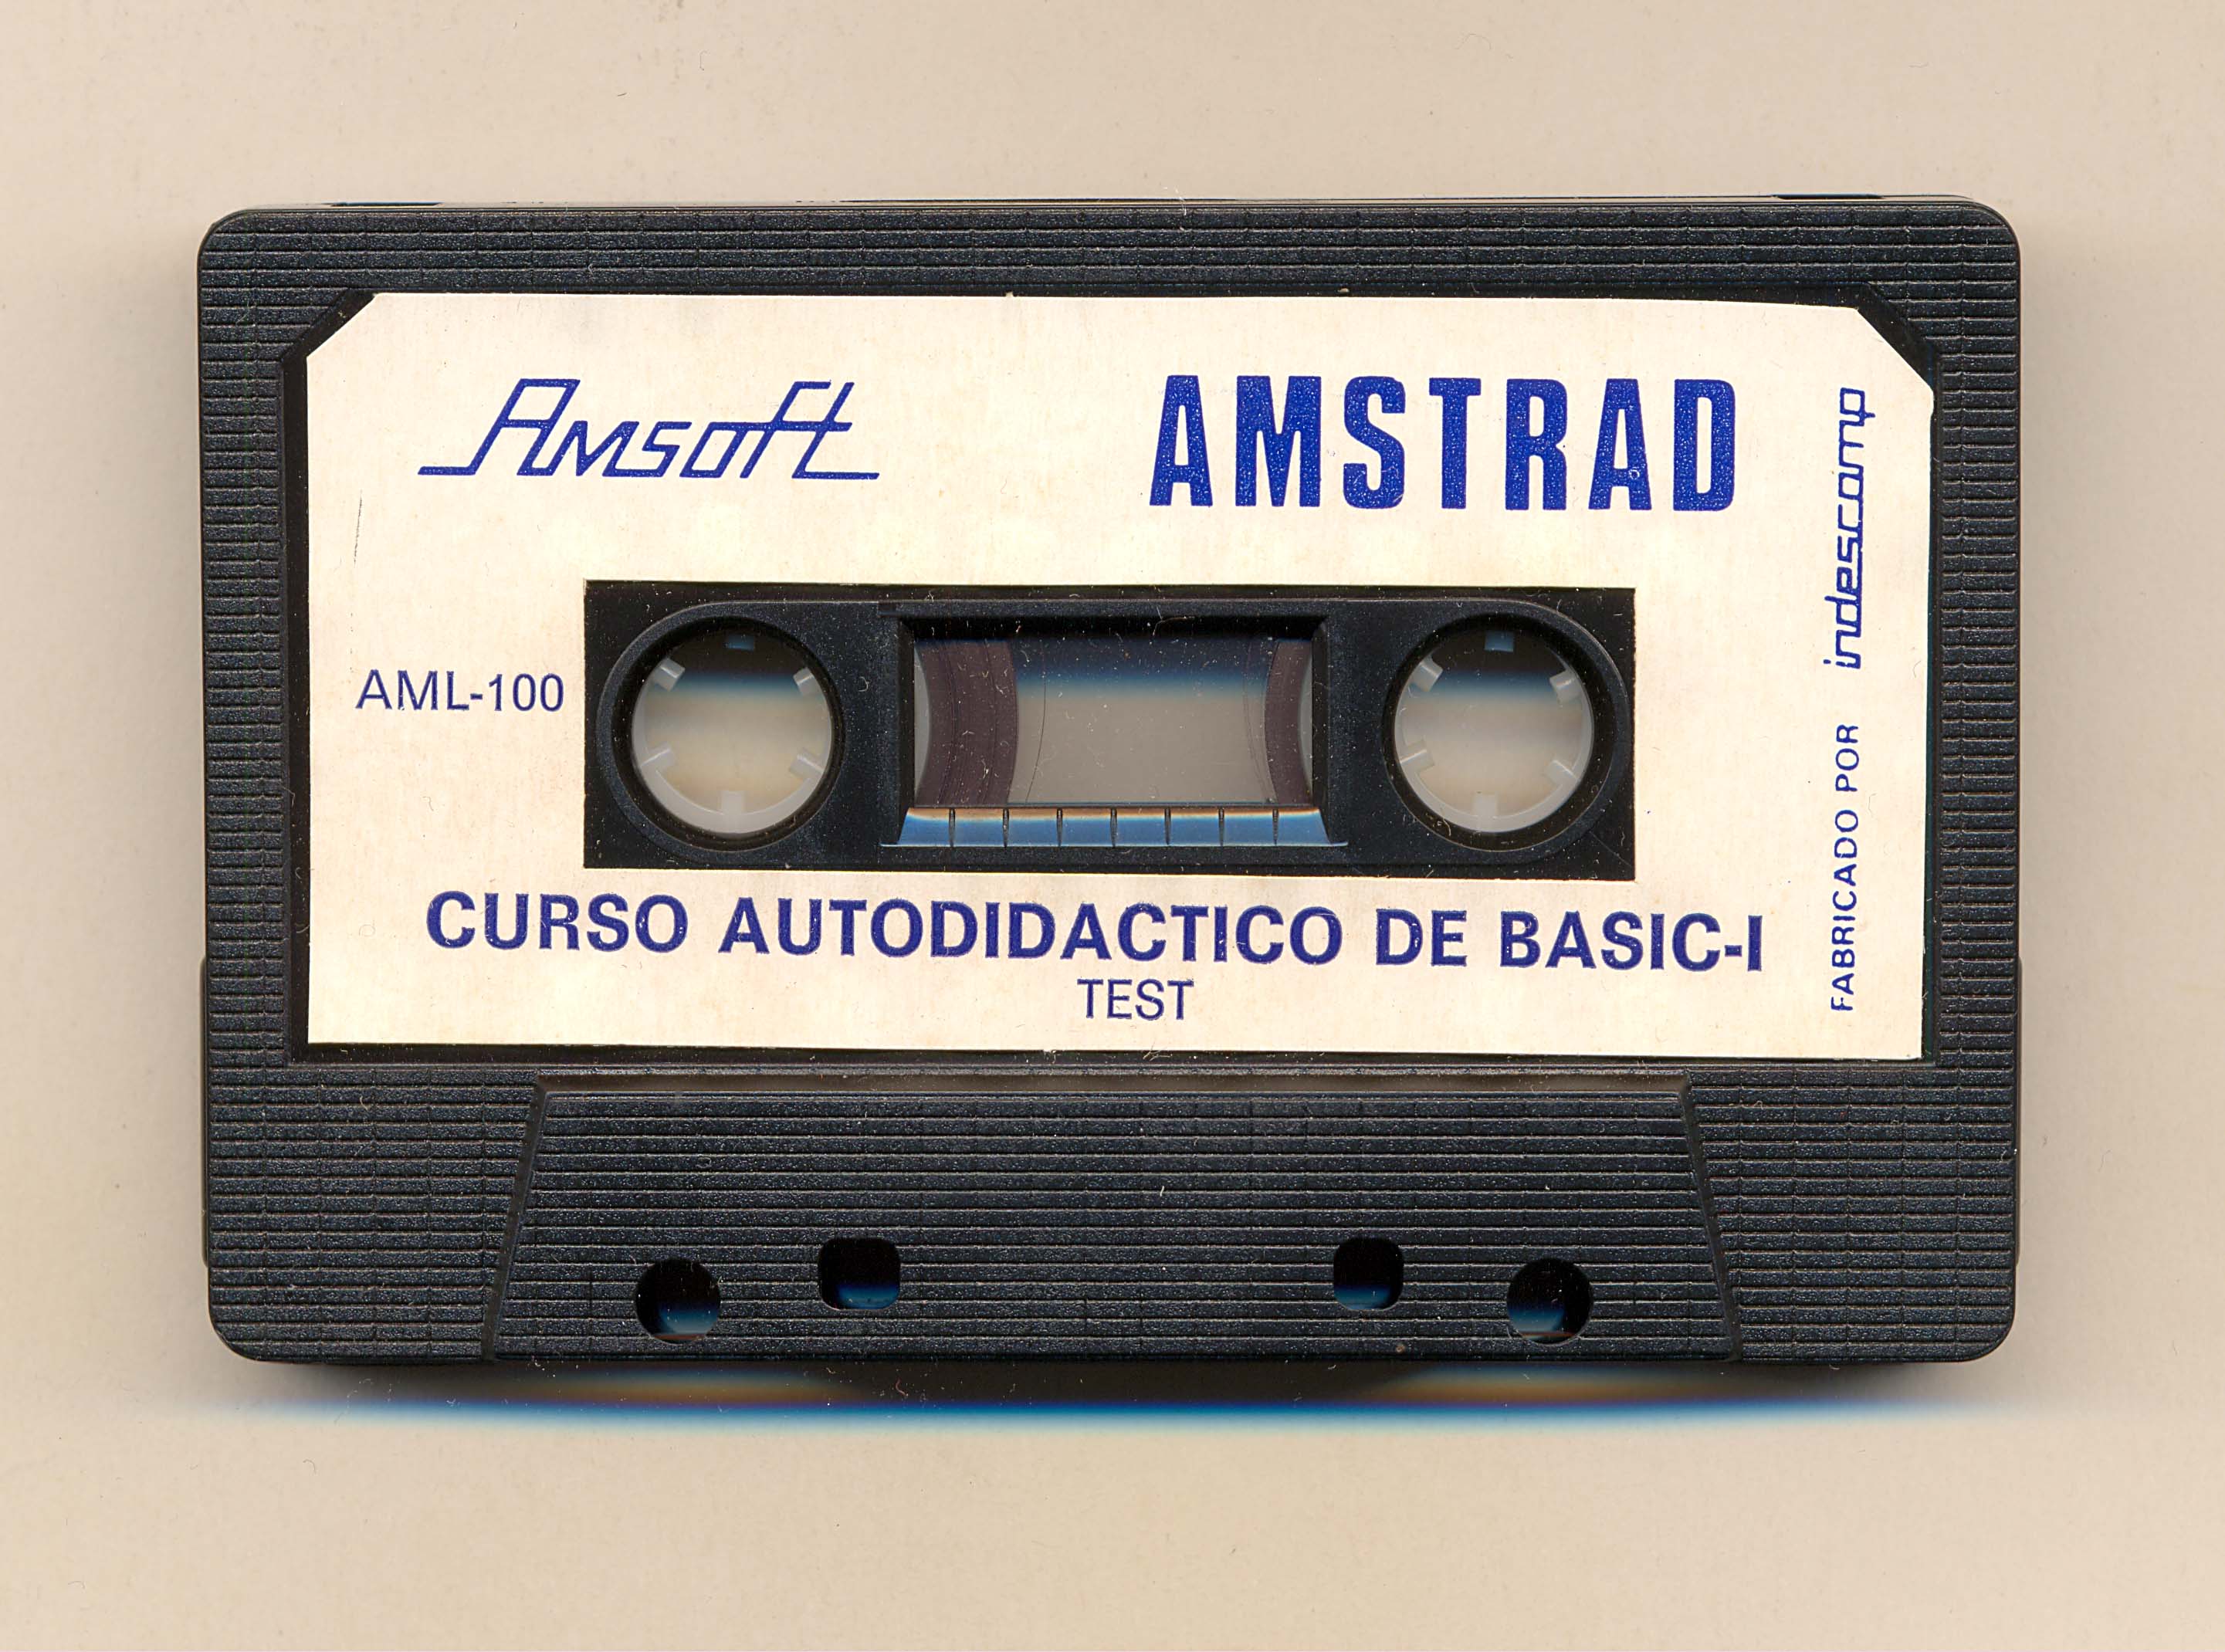 Amsoft
AMSTRAD
AML-100
CURSO AUTODIDACTICO DE BASIC-I
TEST
FABRICADO POR indescomp